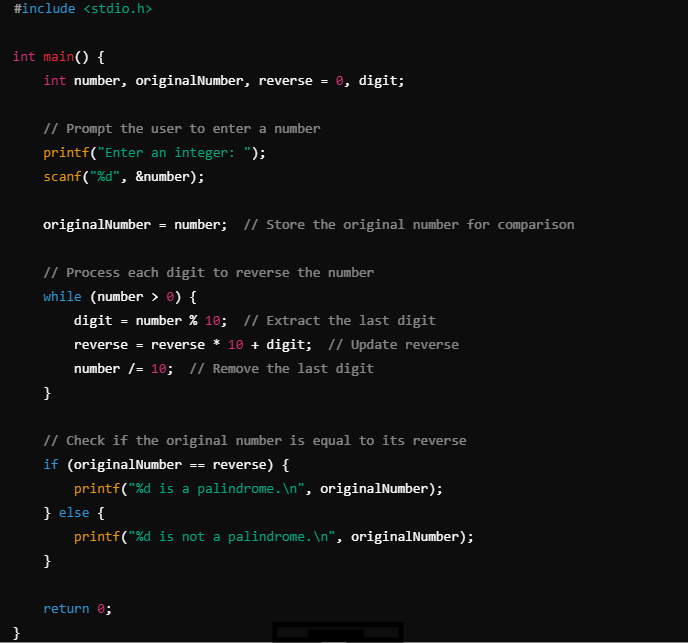 #include <stdio.h>
int main() {
    int number, originalNumber, reverse = 0, digit;
    // Prompt the user to enter a number
    printf("Enter an integer: ");
    scanf("%d", &number);
    originalNumber = number;  // Store the original number for comparison
    // Process each digit to reverse the number
    while (number > 0) {
        digit = number % 10;  // Extract the last digit
        reverse = reverse * 10 + digit;  // Update reverse
        number /= 10;  // Remove the last digit
    }
    // Check if the original number is equal to its reverse
    if (originalNumber == reverse) {
        printf("%d is a palindrome.\n", originalNumber);
    } else {
        printf("%d is not a palindrome.\n", originalNumber);
    }
    return 0;
}